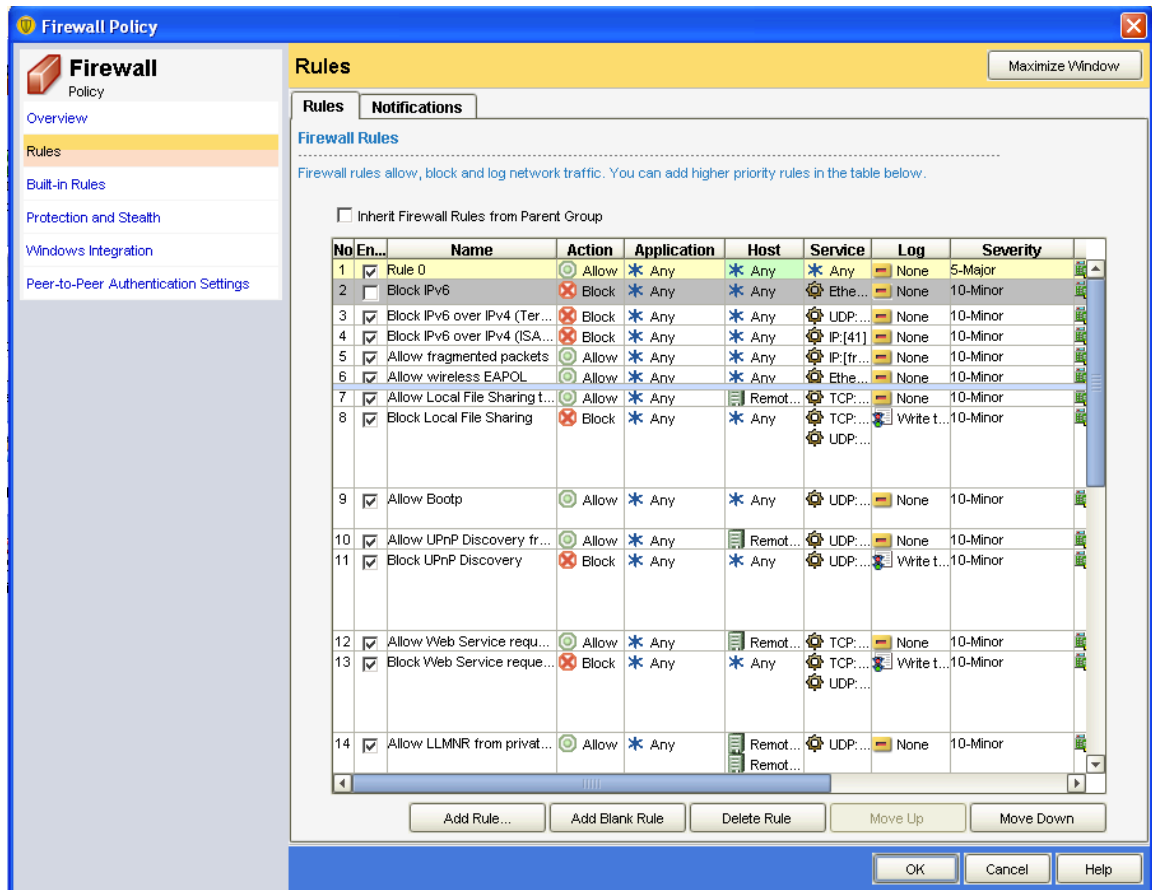 Firewall Policy
Firewall
Policy
Overview
Rules
Built-in Rules
Protection and Stealth
Windows Integration
Peer-to-Peer Authentication Settings
Rules
Maximize Window
Rules Notifications
Firewall Rules
Firewall rules allow, block and log network traffic. You can add higher priority rules in the table below.
Inherit Firewall Rules from Parent Group
No En... Name Action Application Host Service Log Severity
1 Rule 0 Allow Any Any Any None 5-Major
2 Block IPv6 Block Any Any Ethe... None 10-Minor
3 Block IPv6 over IPv4 (Ter... Block Any Any UDP:... None 10-Minor
4 Block IPv6 over IPv4 (ISA... Block Any Any IP:[41] None 10-Minor
5 Allow fragmented packets Allow Any Any IP:[fr... None 10-Minor
6 Allow wireless EAPOL Allow Any Any Ethe... None 10-Minor
7 Allow Local File Sharing t... Allow Any Remot... TCP:... None 10-Minor
8 Block Local File Sharing Block Any Any TCP:... Write t... 10-Minor
UDP:...
9 Allow Bootp Allow Any Any UDP:... None 10-Minor
10 Allow UPnP Discovery fr... Allow Any Remot... UDP:... None 10-Minor
11 Block UPnP Discovery Block Any Any UDP:... Write t... 10-Minor
12 Allow Web Service requ... Allow Any Remot... TCP:... None 10-Minor
13 Block Web Service reque... Block Any Any TCP:... Write t... 10-Minor
UDP:...
14 Allow LLMNR from privat... Allow Any Remot... UDP:... None 10-Minor
Remot...
Add Rule... Add Blank Rule Delete Rule Move Up Move Down
OK Cancel Help